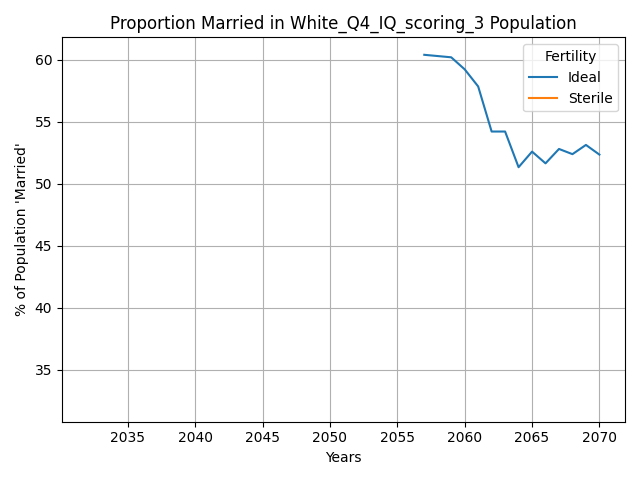 Proportion Married in White_Q4_IQ_scoring_3 Population
% of Population 'Married'
60
55
50
45
40
35
Fertility
Ideal
Sterile
2035 2040 2045 2050 2055 2060 2065 2070
Years